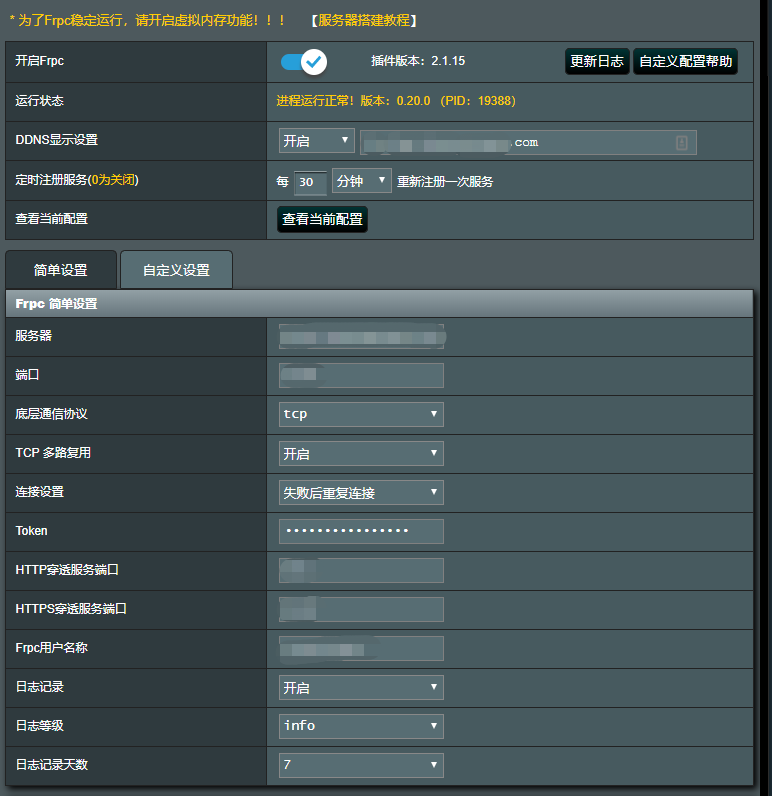 * 为了Frpc稳定运行，请开启虚拟内存功能！！！ 【服务器搭建教程】
开启Frpc 插件版本：2.1.15 更新日志 自定义配置帮助
运行状态 进程运行正常！版本：0.20.0 （PID：19388）
DDNS显示设置 开启 .com
定时注册服务(0为关闭) 每 30 分钟 重新注册一次服务
查看当前配置 查看当前配置
简单设置 自定义设置
Frpc 简单设置
服务器
端口
底层通信协议 tcp
TCP 多路复用 开启
连接设置 失败后重复连接
Token ••••••••••••••••
HTTP穿透服务端口
HTTPS穿透服务端口
Frpc用户名称
日志记录 开启
日志等级 info
日志记录天数 7